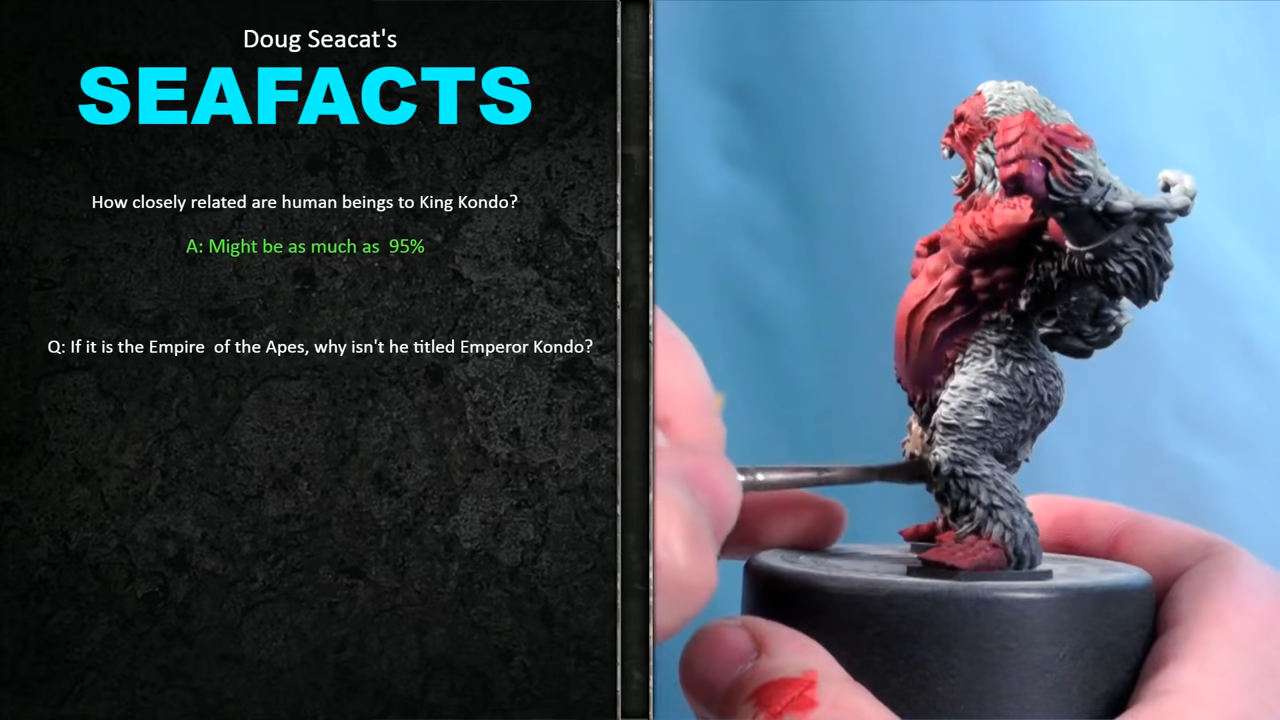 Doug Seacat's
SEAFACTS
How closely related are human beings to King Kondo?
A: Might be as much as 95%
Q: If it is the Empire of the Apes, why isn't he titled Emperor Kondo?